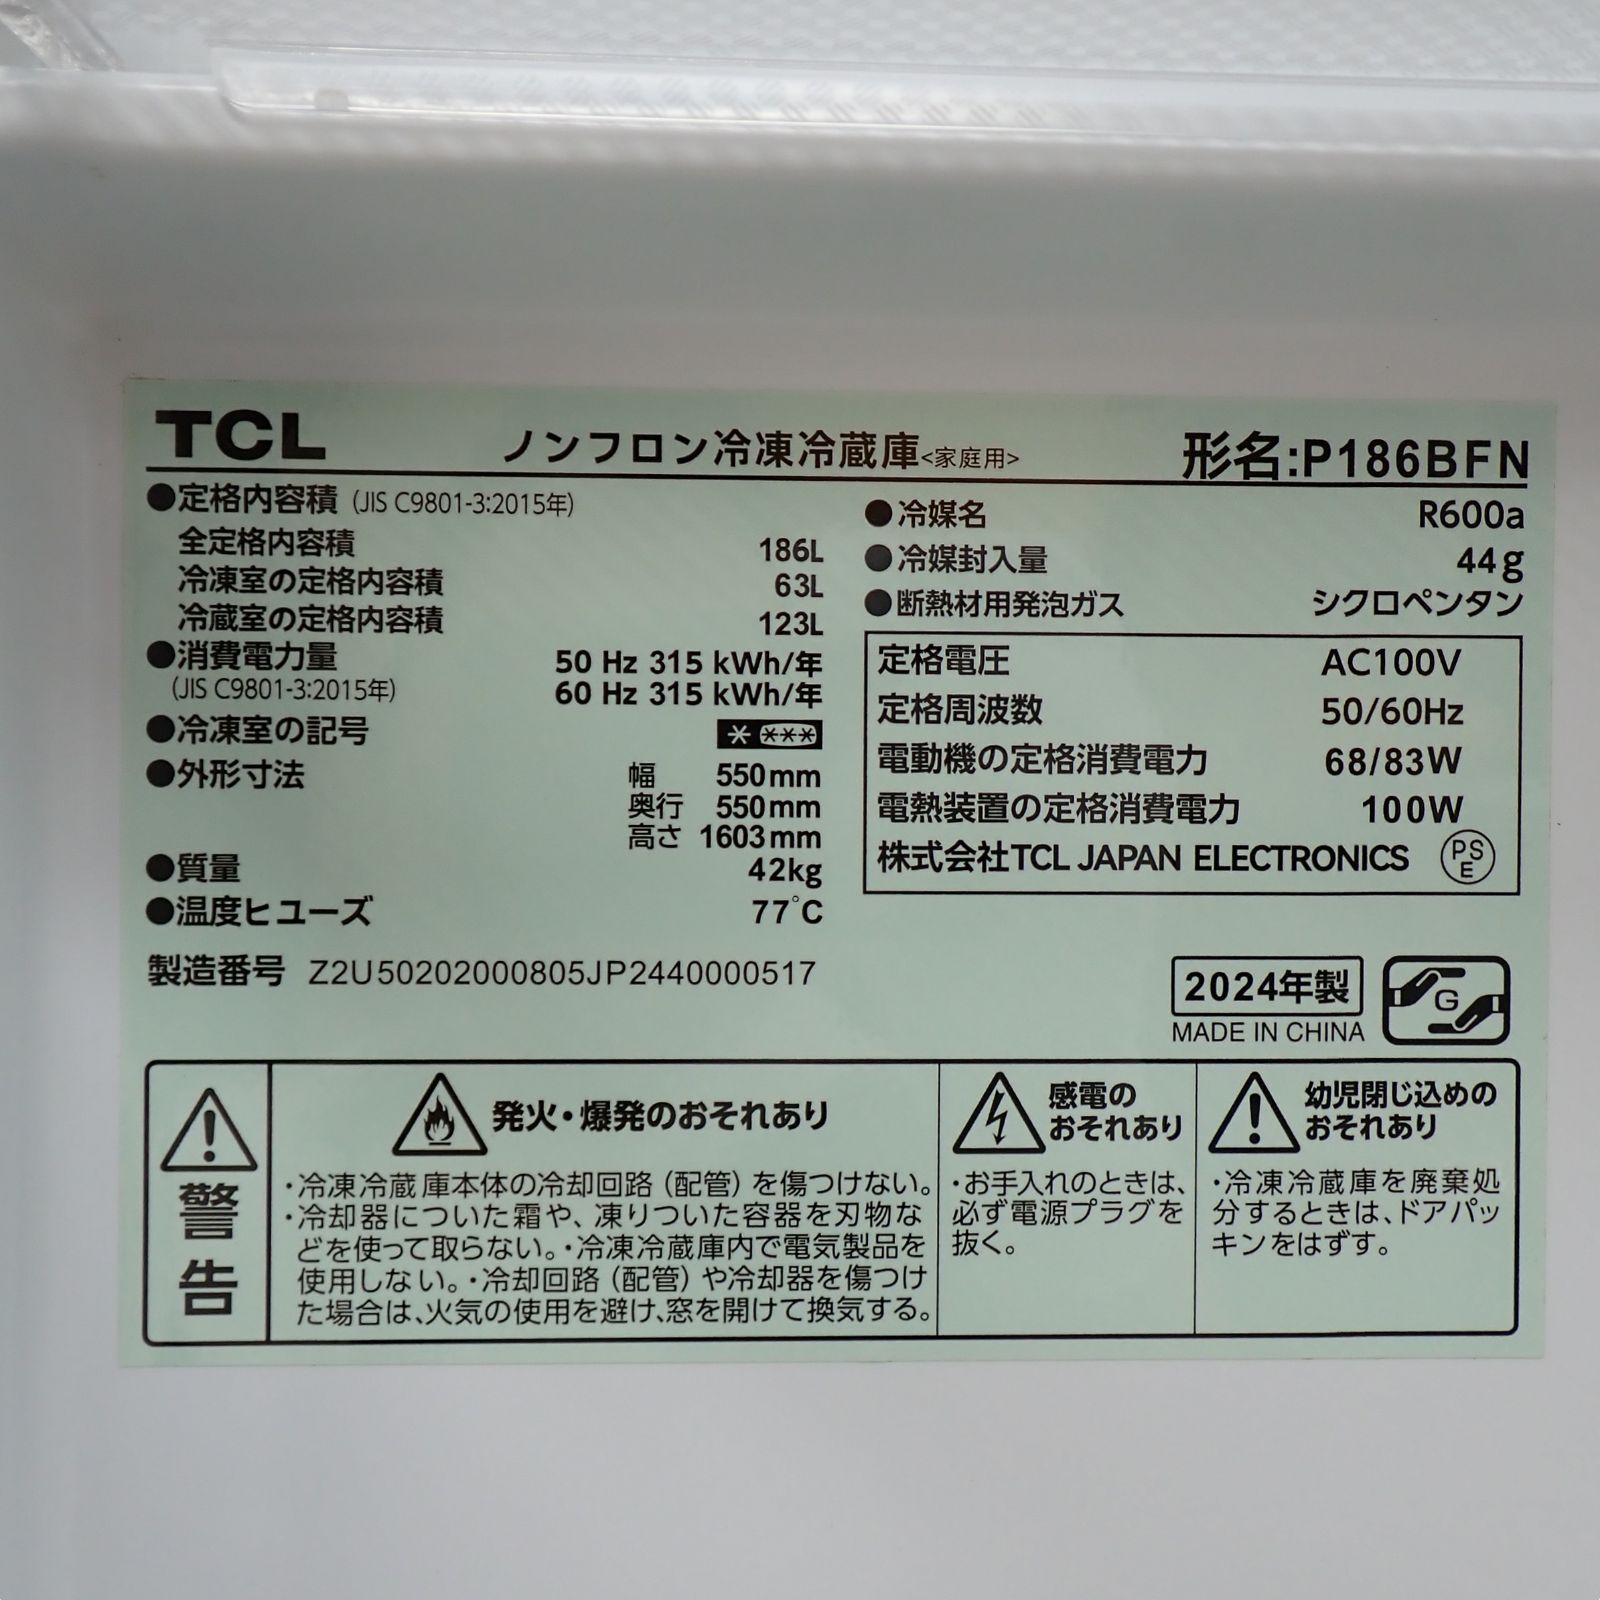 TCL ノンフロン冷凍冷蔵庫<家庭用> 形名:P186BFN
●定格内容積(JIS C9801-3:2015年)
全定格内容積 186L
冷凍室の定格内容積 63L
冷蔵室の定格内容積 123L
●消費電力量 50 Hz 315 kWh/年
(JIS C9801-3:2015年) 60 Hz 315 kWh/年
●冷凍室の記号 * ***
●外形寸法 幅 550mm
奥行 550mm
高さ 1603mm
●質量 42kg
●温度ヒューズ 77°C
製造番号 Z2U50202000805JP2440000517
●冷媒名 R600a
●冷媒封入量 44g
●断熱材用発泡ガス シクロペンタン
定格電圧 AC100V
定格周波数 50/60Hz
電動機の定格消費電力 68/83W
電熱装置の定格消費電力 100W
株式会社TCL JAPAN ELECTRONICS PSE
2024年製
MADE IN CHINA
G
警告
発火・爆発のおそれあり
・冷凍冷蔵庫本体の冷却回路(配管)を傷つけない。
・冷却器についた霜や、凍りついた容器を刃物な
どを使って取らない。・冷凍冷蔵庫内で電気製品を
使用しない。・冷却回路(配管)や冷却器を傷つけ
た場合は、火気の使用を避け、窓を開けて換気する。
感電の
おそれあり
・お手入れのときは、
必ず電源プラグを
抜く。
幼児閉じ込めの
おそれあり
・冷凍冷蔵庫を廃棄処
分するときは、ドアパッ
キンをはずす。